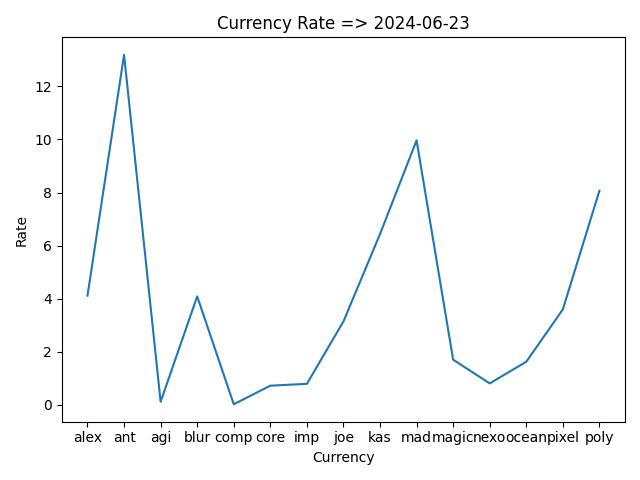 Currency Rate => 2024-06-23
12
10
8
6
4
2
0
Rate
alex ant agi blur comp core imp joe kas mad magic nexo ocean pixel poly
Currency